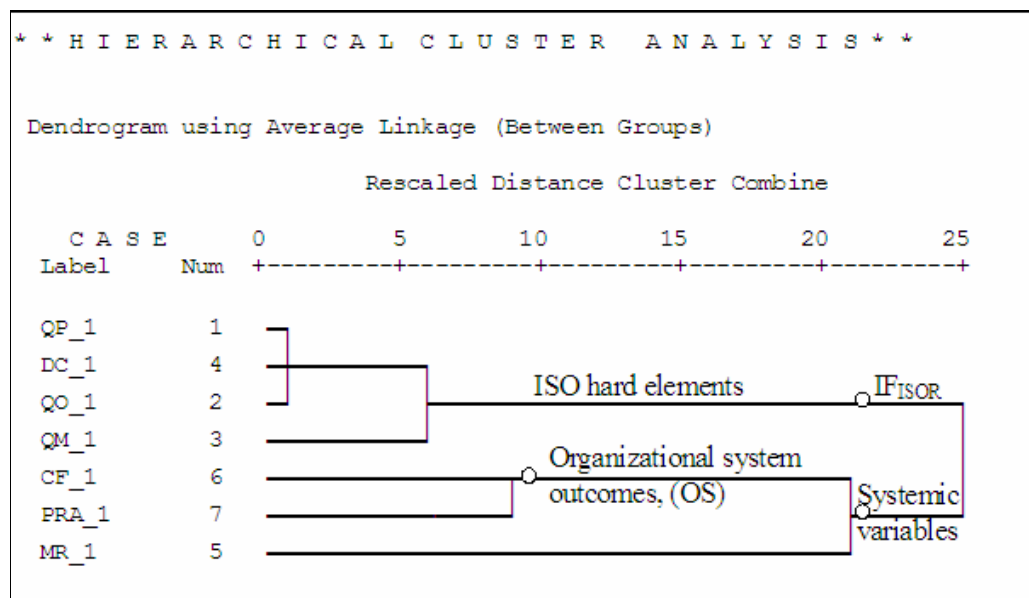 * * H I E R A R C H I C A L C L U S T E R A N A L Y S I S * *
Dendrogram using Average Linkage (Between Groups)
Rescaled Distance Cluster Combine
C A S E 0 5 10 15 20 25
Label Num +---------+---------+---------+---------+---------+
QP_1 1
DC_1 4
ISO hard elements IF ISOR
QO_1 2
QM_1 3
Organizational system
CF_1 6
outcomes, (OS) Systemic
PRA_1 7
variables
MR_1 5